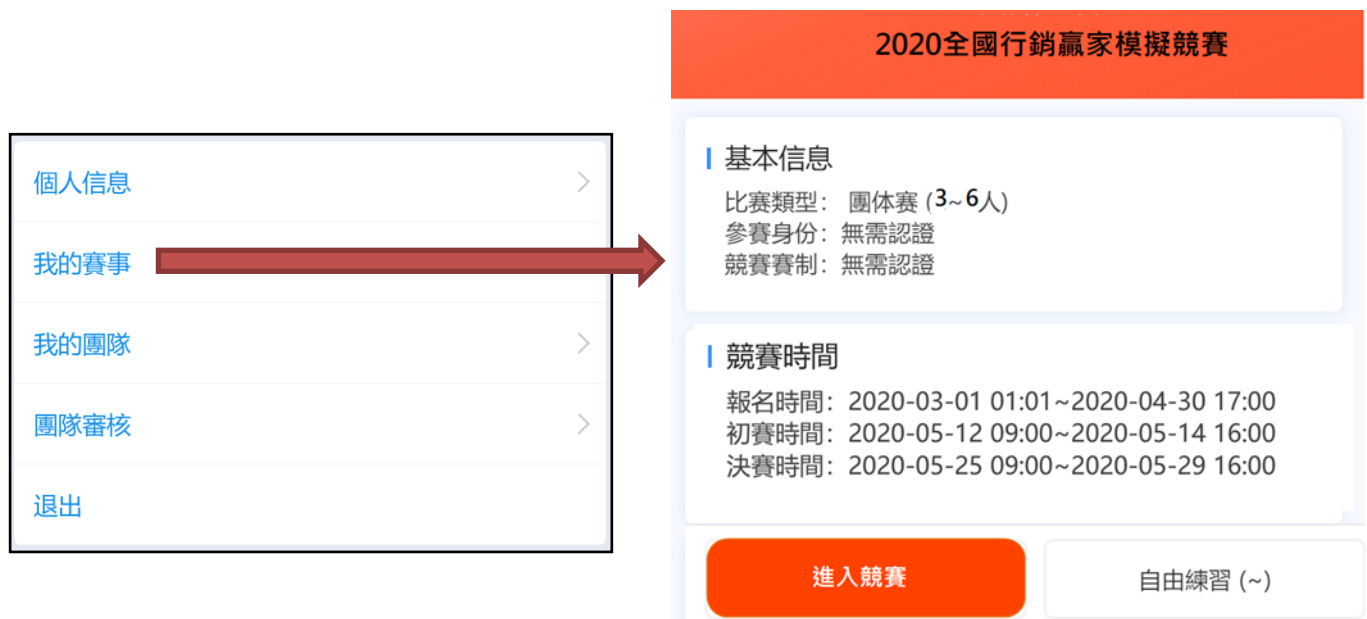 個人信息
我的賽事
我的團隊
團隊審核
退出
2020全國行銷贏家模擬競賽
基本信息
比赛類型： 團体赛 (3~6人)
參賽身份：無需認證
競賽賽制：無需認證
競賽時間
報名時間：2020-03-01 01:01~2020-04-30 17:00
初賽時間：2020-05-12 09:00~2020-05-14 16:00
決賽時間：2020-05-25 09:00~2020-05-29 16:00
進入競賽
自由練習 (~)